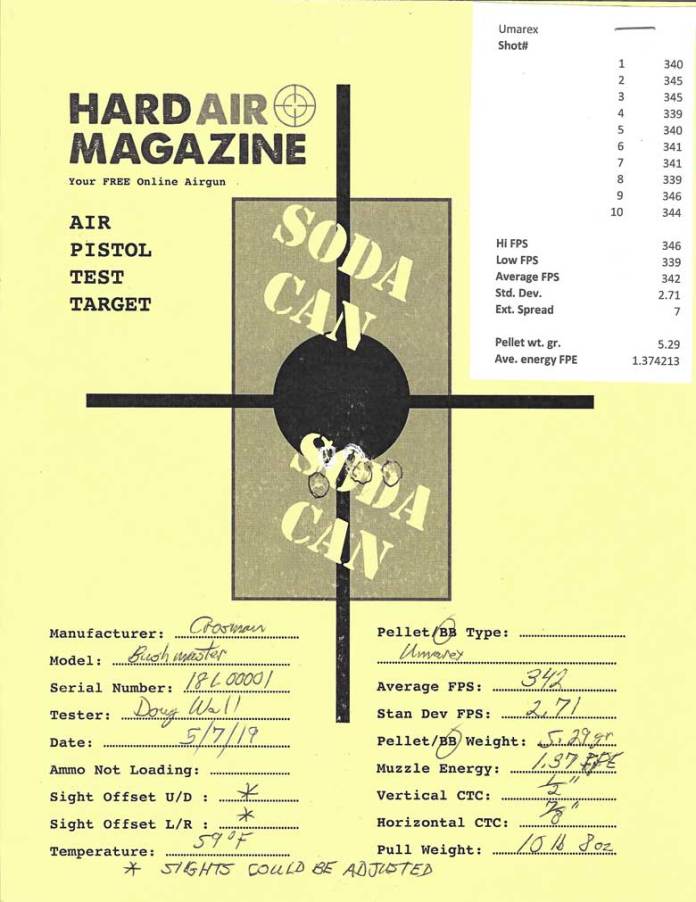 HARD AIR
MAGAZINE
Your FREE Online Airgun
AIR
PISTOL
TEST
TARGET
Umarex
Shot#
1 340
2 345
3 345
4 339
5 340
6 341
7 341
8 339
9 346
10 344
Hi FPS 346
Low FPS 339
Average FPS 342
Std. Dev. 2.71
Ext. Spread 7
Pellet wt. gr. 5.29
Ave. energy FPE 1.374213
SODA
CAN
SODA
CAN
Manufacturer: Crosman
Model: Bushmaster
Serial Number: 18L00001
Tester: Doug Wall
Date: 5/7/19
Ammo Not Loading:
Sight Offset U/D : *
Sight Offset L/R : *
Temperature: 59°F
* SIGHTS COULD BE ADJUSTED
Pellet/BB Type:
Umarex
Average FPS: 342
Stan Dev FPS: 2.71
Pellet/BB Weight: 5.29gr
Muzzle Energy: 1.37 FPE
Vertical CTC: 1/2"
Horizontal CTC: 7/8"
Pull Weight: 10 lb 8oz